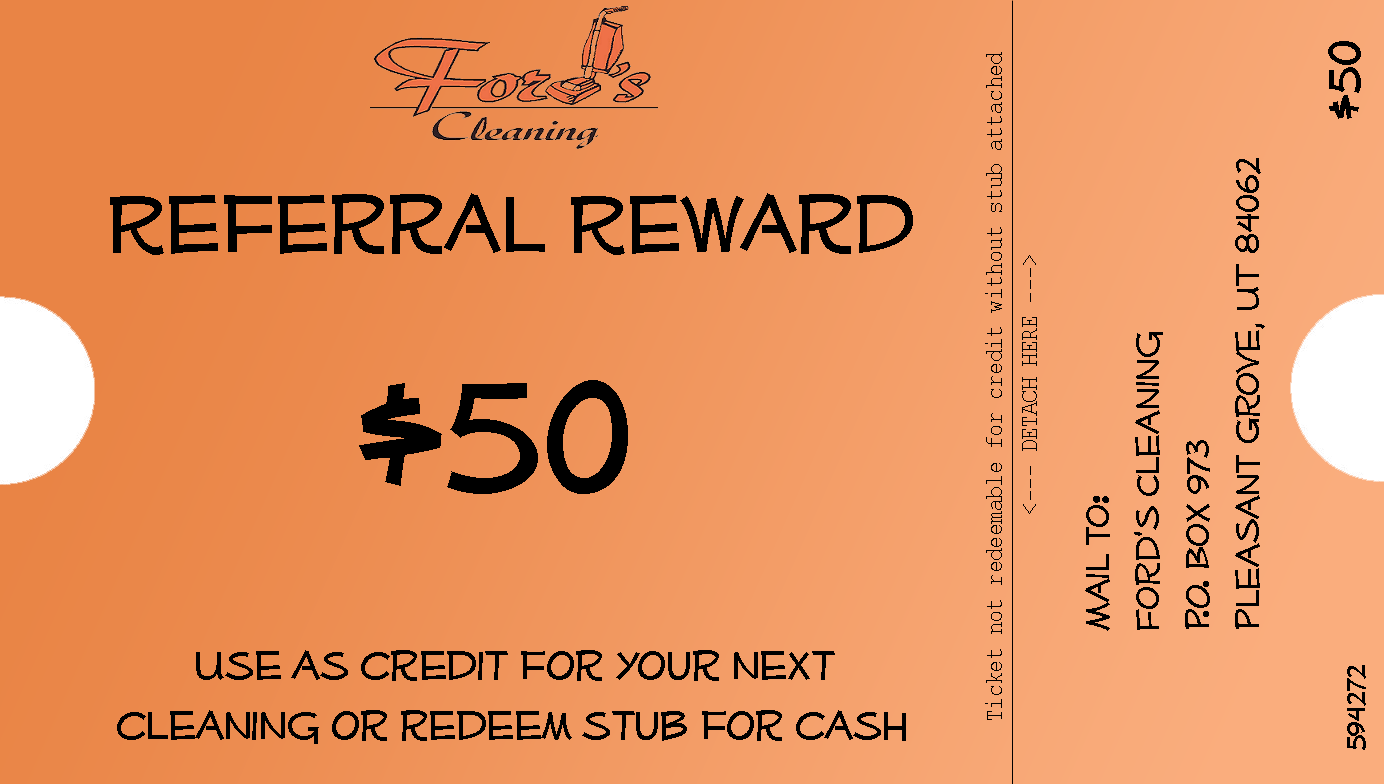 Ford's
Cleaning
REFERRAL REWARD
$50
USE AS CREDIT FOR YOUR NEXT
CLEANING OR REDEEM STUB FOR CASH
Ticket not redeemable for credit without stub attached
<--- DETACH HERE --->
MAIL TO:
FORD'S CLEANING
P.O. BOX 973
PLEASANT GROVE, UT 84062
$50
594272